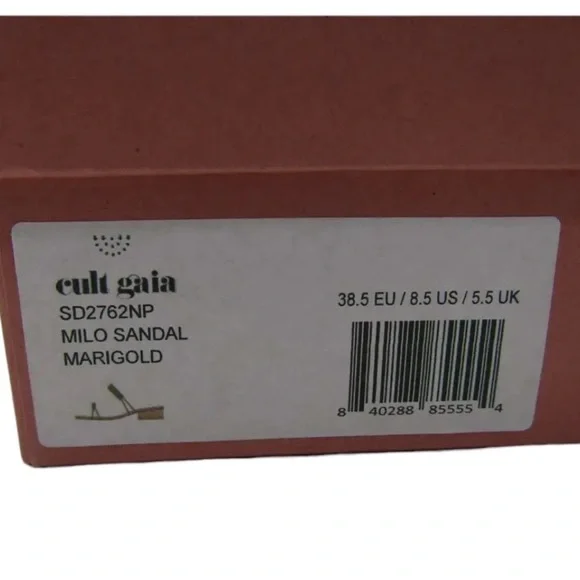 cult gaia
SD2762NP
MILO SANDAL
MARIGOLD
38.5 EU / 8.5 US / 5.5 UK
8 40288 85555 4